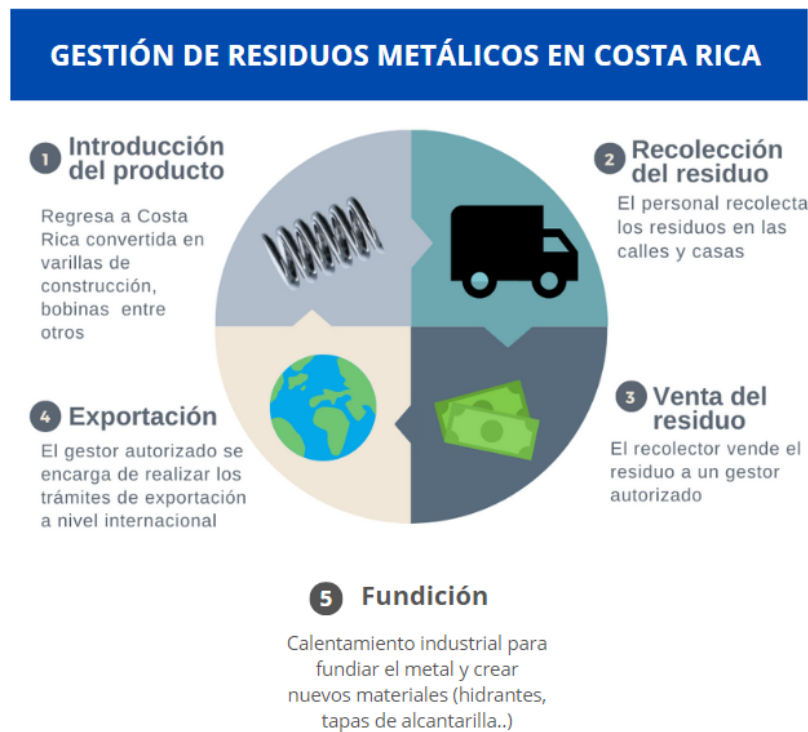 GESTIÓN DE RESIDUOS METÁLICOS EN COSTA RICA
1 Introducción
del producto
Regresa a Costa
Rica convertida en
varillas de
construcción,
bobinas entre
otros
2 Recolección
del residuo
El personal recolecta
los residuos en las
calles y casas
3 Venta del
residuo
El recolector vende el
residuo a un gestor
autorizado
4 Exportación
El gestor autorizado se
encarga de realizar los
trámites de exportación
a nivel internacional
5 Fundición
Calentamiento industrial para
fundiar el metal y crear
nuevos materiales (hidrantes,
tapas de alcantarilla..)